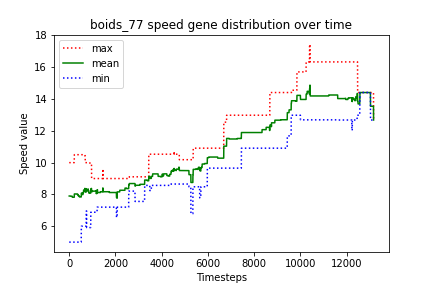 boids_77 speed gene distribution over time
max
mean
min
Speed value
18
16
14
12
10
8
6
0 2000 4000 6000 8000 10000 12000
Timesteps